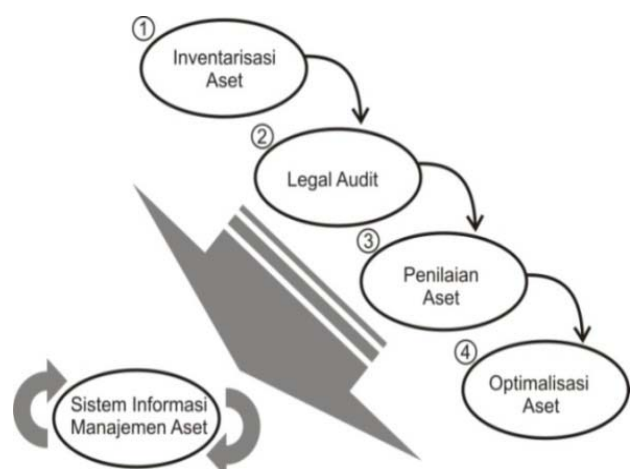 ①
Inventarisasi
Aset
②
Legal Audit
③
Penilaian
Aset
④
Optimalisasi
Aset
Sistem Informasi
Manajemen Aset